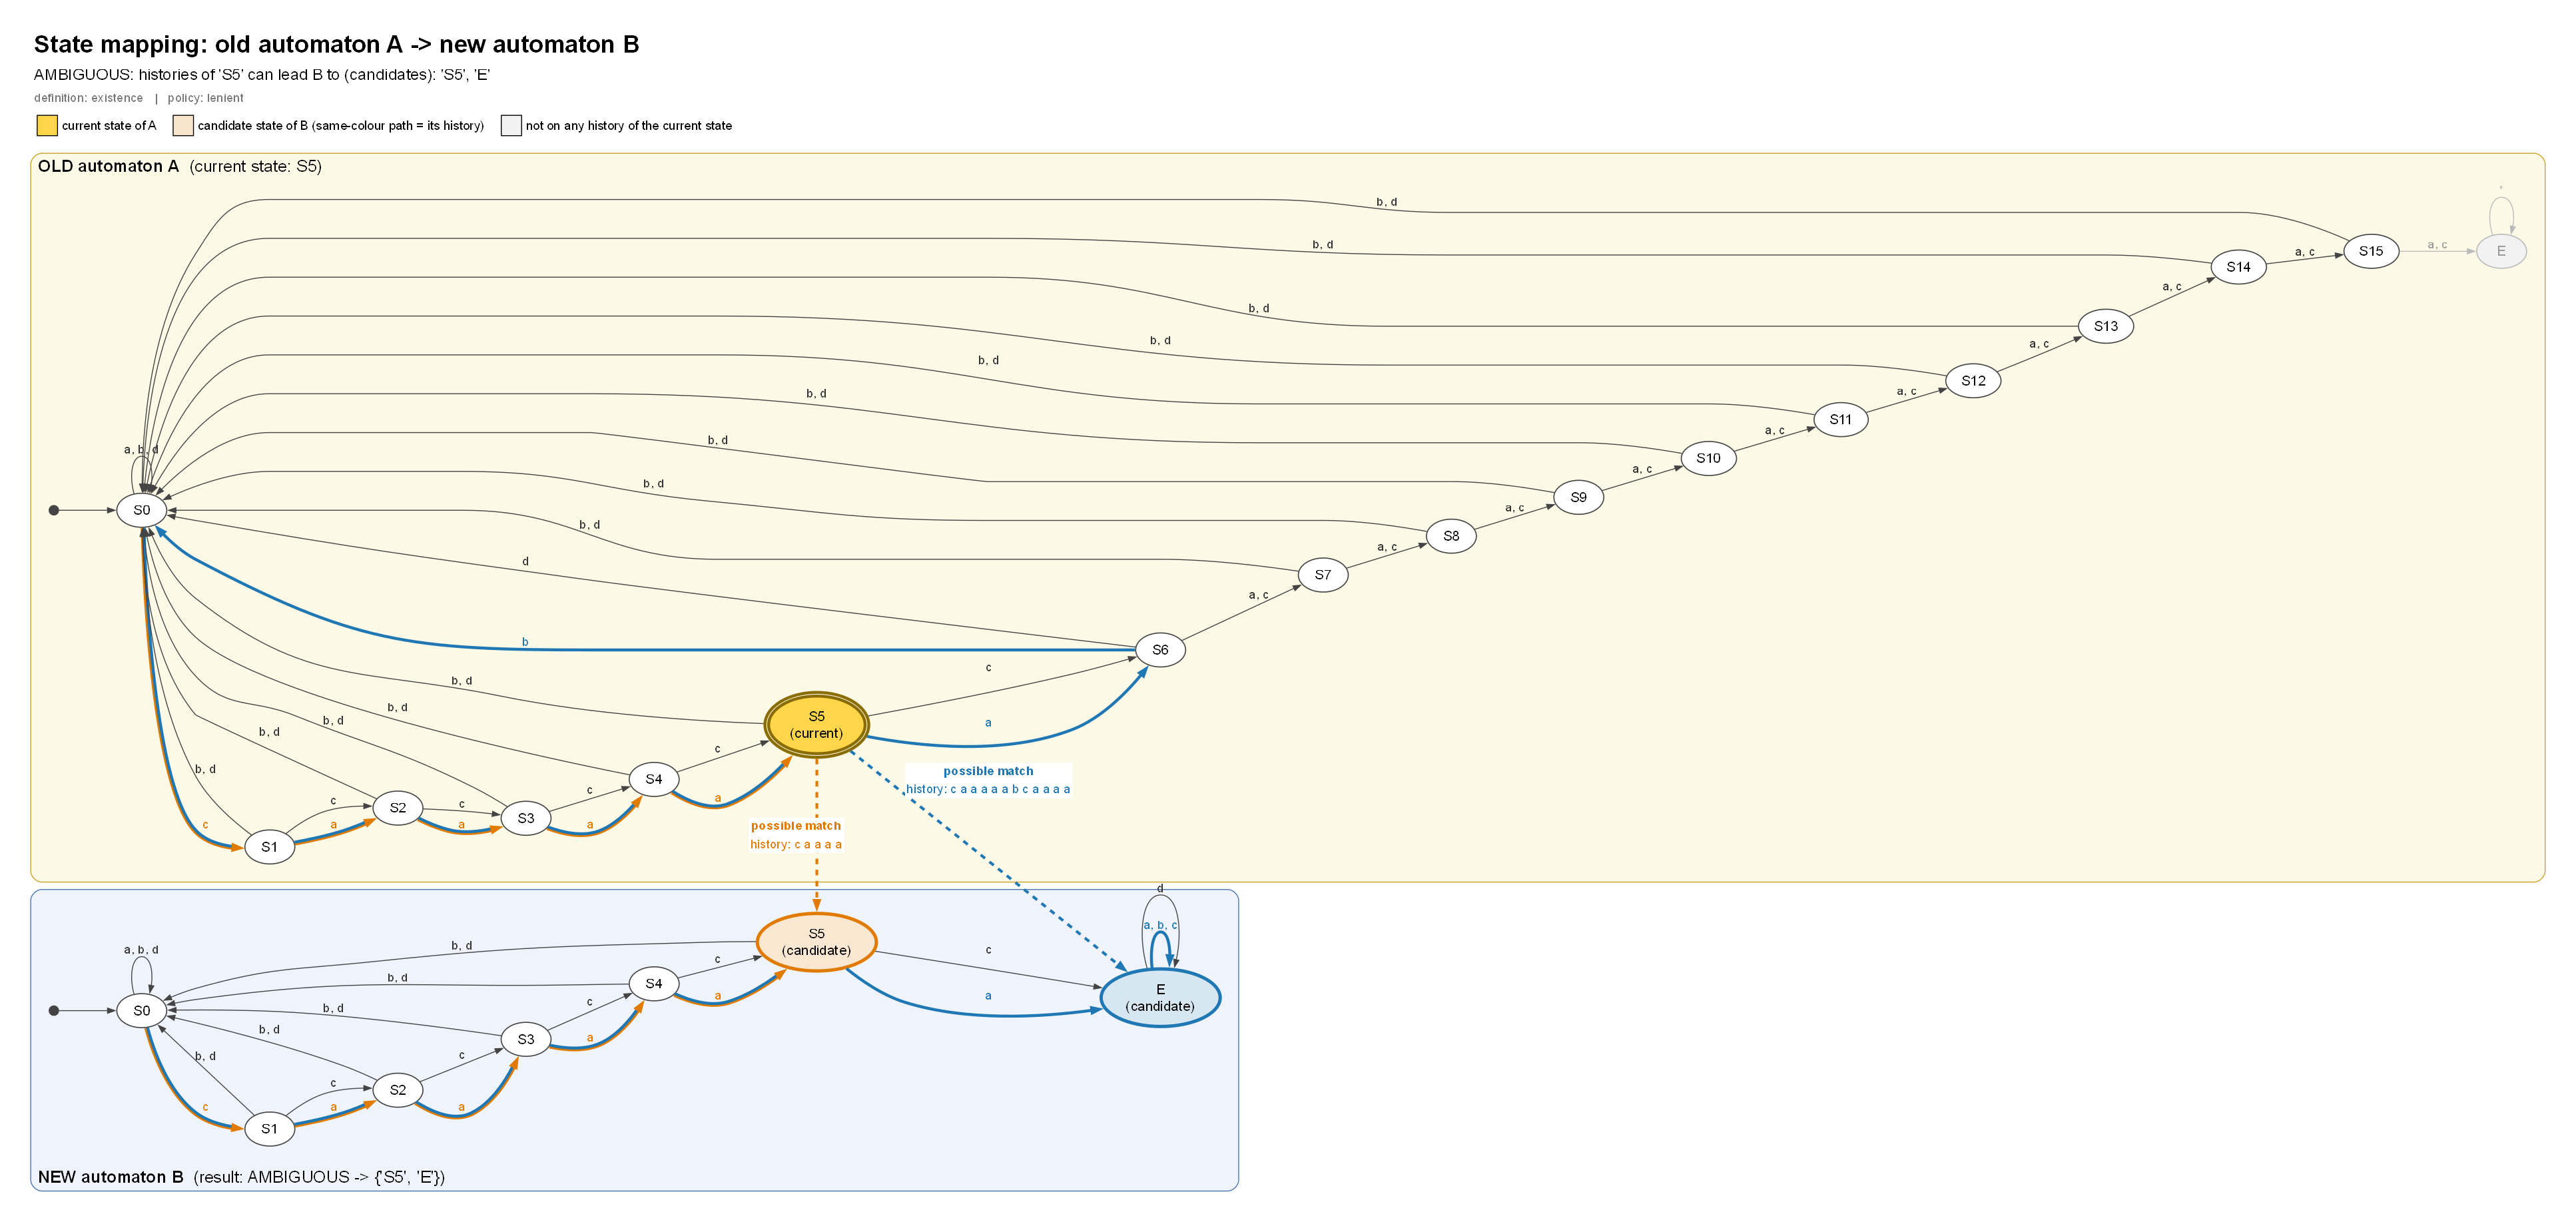 State mapping: old automaton A -> new automaton B
AMBIGUOUS: histories of 'S5' can lead B to (candidates): 'S5', 'E'
definition: existence | policy: lenient
current state of A
candidate state of B (same-colour path = its history)
not on any history of the current state
OLD automaton A (current state: S5)
b, d
b, d
a, c
S15
a, c
E
S14
a, c
b, d
S13
b, d
a, c
b, d
S12
a, c
b, d
S11
a, c
b, d
S10
a, c
a, b, d
b, d
S9
a, c
S0
b, d
S8
a, c
d
S7
a, c
b
S6
c
b, d
b, d
b, d
b, d
b, d
S5
(current)
a
c
S4
a
c
S3
a
c
S2
a
c
a
S1
c
possible match
history: c a a a a a b c a a a a
possible match
history: c a a a a
d
a, b, c
S5
(candidate)
E
(candidate)
a, b, d
b, d
c
a
b, d
c
S4
a
S0
b, d
c
S3
a
b, d
c
S2
a
b, d
c
a
S1
c
NEW automaton B (result: AMBIGUOUS -> {'S5', 'E'})